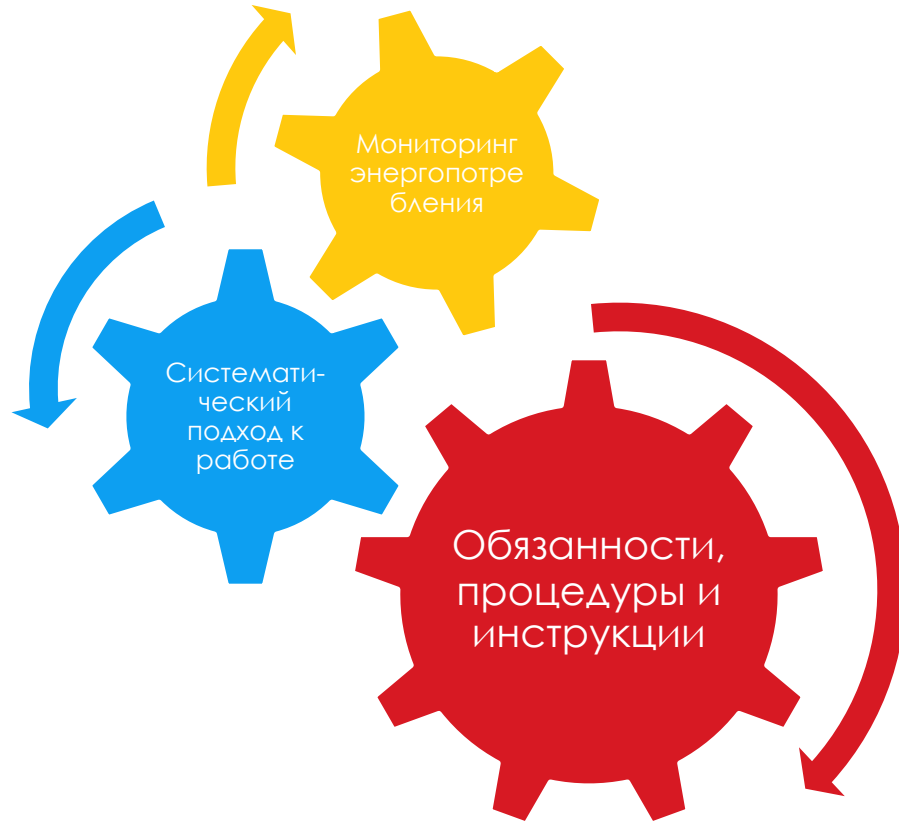 Мониторинг
энергопотре
бления
Системати-
ческий
подход к
работе
Обязанности,
процедуры и
инструкции